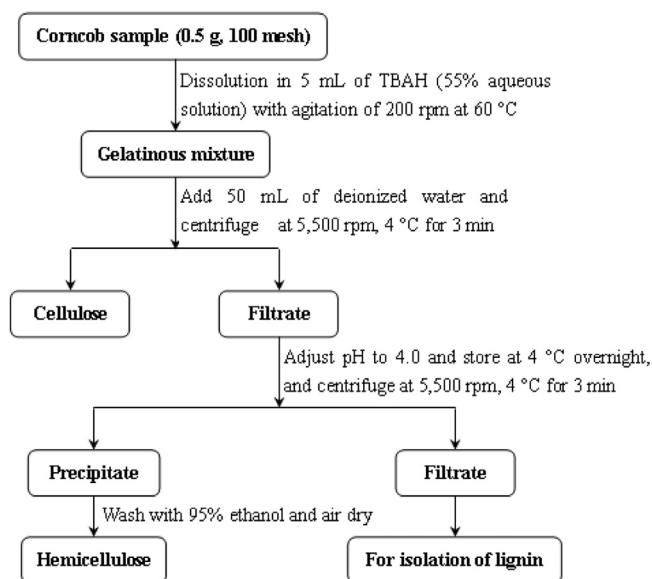 Corncob sample (0.5 g, 100 mesh)
Dissolution in 5 mL of TBAH (55% aqueous
solution) with agitation of 200 rpm at 60 °C
Gelatinous mixture
Add 50 mL of deionized water and
centrifuge at 5,500 rpm, 4 °C for 3 min
Cellulose
Filtrate
Adjust pH to 4.0 and store at 4 °C overnight,
and centrifuge at 5,500 rpm, 4 °C for 3 min
Precipitate
Filtrate
Wash with 95% ethanol and air dry
Hemicellulose
For isolation of lignin